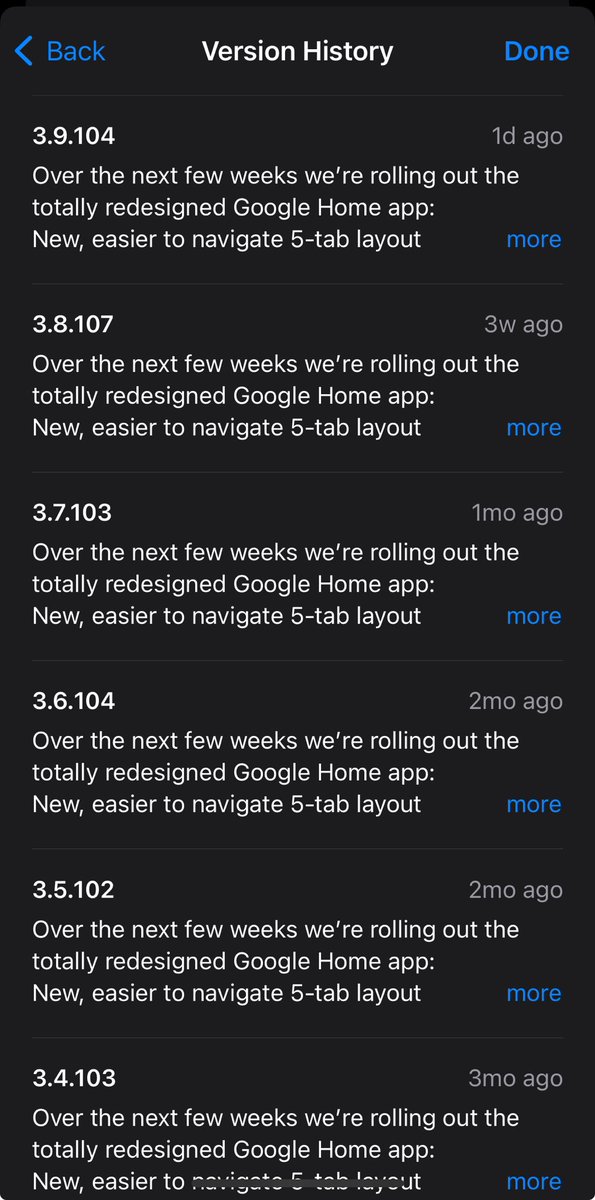 Back
Version History
Done
3.9.104
1d ago
Over the next few weeks we’re rolling out the
totally redesigned Google Home app:
New, easier to navigate 5-tab layout
more
3.8.107
3w ago
Over the next few weeks we’re rolling out the
totally redesigned Google Home app:
New, easier to navigate 5-tab layout
more
3.7.103
1mo ago
Over the next few weeks we’re rolling out the
totally redesigned Google Home app:
New, easier to navigate 5-tab layout
more
3.6.104
2mo ago
Over the next few weeks we’re rolling out the
totally redesigned Google Home app:
New, easier to navigate 5-tab layout
more
3.5.102
2mo ago
Over the next few weeks we’re rolling out the
totally redesigned Google Home app:
New, easier to navigate 5-tab layout
more
3.4.103
3mo ago
Over the next few weeks we’re rolling out the
totally redesigned Google Home app:
New, easier to navigate 5-tab layout
more